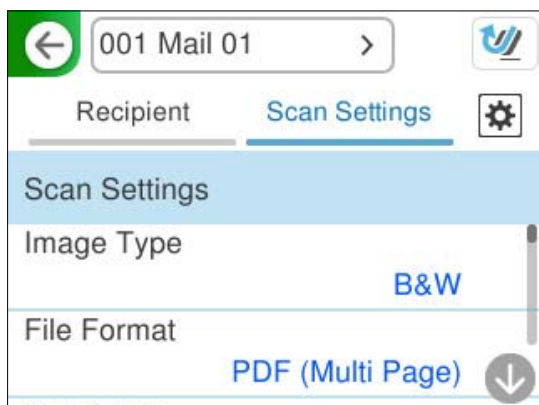 001 Mail 01
Recipient
Scan Settings
Scan Settings
Image Type
B&W
File Format
PDF (Multi Page)